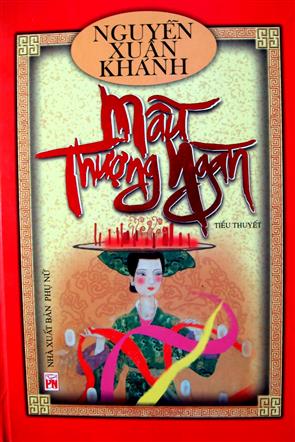 NGUYỄN
XUÂN
KHÁNH
Mẫu
Thượng Ngàn
TIỂU THUYẾT
NHÀ XUẤT BẢN PHỤ NỮ
PN